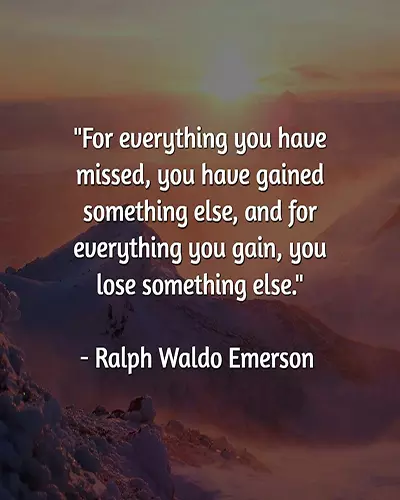 "For everything you have
missed, you have gained
something else, and for
everything you gain, you
lose something else."
- Ralph Waldo Emerson